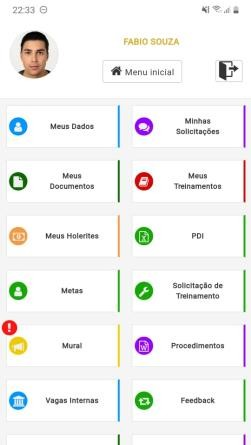 22:33
FABIO SOUZA
Menu inicial
Meus Dados
Minhas
Solicitações
Meus
Documentos
Meus
Treinamentos
Meus Holerites
PDI
Metas
Solicitação de
Treinamento
Mural
Procedimentos
Vagas Internas
Feedback